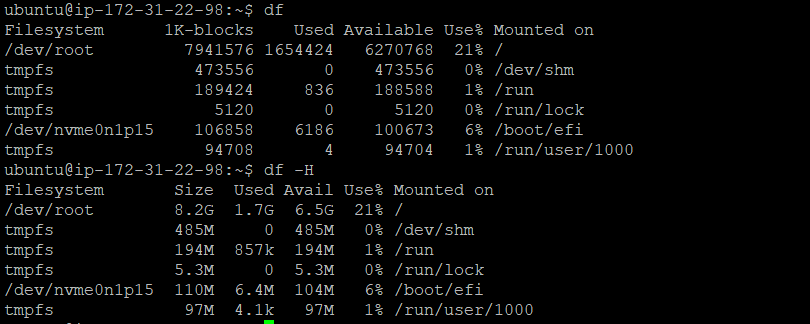 ubuntu@ip-172-31-22-98:~$ df
Filesystem     1K-blocks    Used Available Use% Mounted on
/dev/root        7941576 1654424   6270768  21% /
tmpfs             473556       0    473556   0% /dev/shm
tmpfs             189424     836    188588   1% /run
tmpfs               5120       0      5120   0% /run/lock
/dev/nvme0n1p15   106858    6186    100673   6% /boot/efi
tmpfs              94708       4     94704   1% /run/user/1000
ubuntu@ip-172-31-22-98:~$ df -H
Filesystem       Size  Used Avail Use% Mounted on
/dev/root        8.2G  1.7G  6.5G  21% /
tmpfs            485M     0  485M   0% /dev/shm
tmpfs            194M  857k  194M   1% /run
tmpfs            5.3M     0  5.3M   0% /run/lock
/dev/nvme0n1p15  110M  6.4M  104M   6% /boot/efi
tmpfs             97M  4.1k   97M   1% /run/user/1000